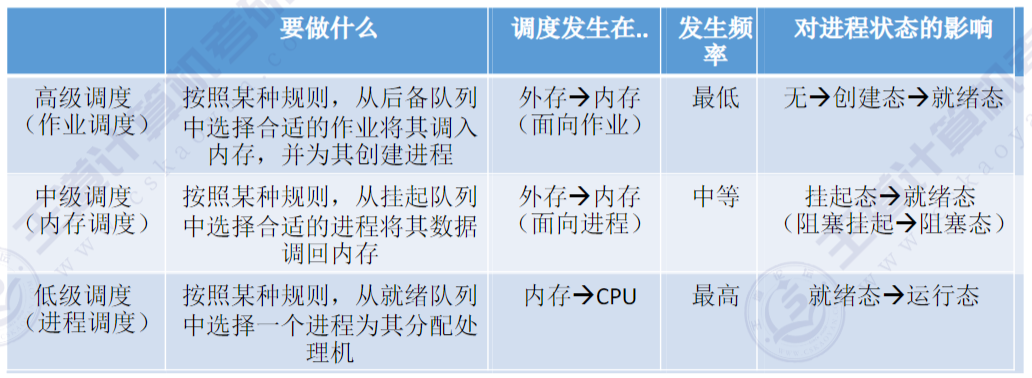 要做什么
调度发生在..
发生频
率
对进程状态的影响
高级调度
（作业调度）
按照某种规则，从后备队列
中选择合适的作业将其调入
内存，并为其创建进程
外存→内存
（面向作业）
最低
无→创建态→就绪态
中级调度
（内存调度）
按照某种规则，从挂起队列
中选择合适的进程将其数据
调回内存
外存→内存
（面向进程）
中等
挂起态→就绪态
（阻塞挂起→阻塞态）
低级调度
（进程调度）
按照某种规则，从就绪队列
中选择一个进程为其分配处
理机
内存→CPU
最高
就绪态→运行态